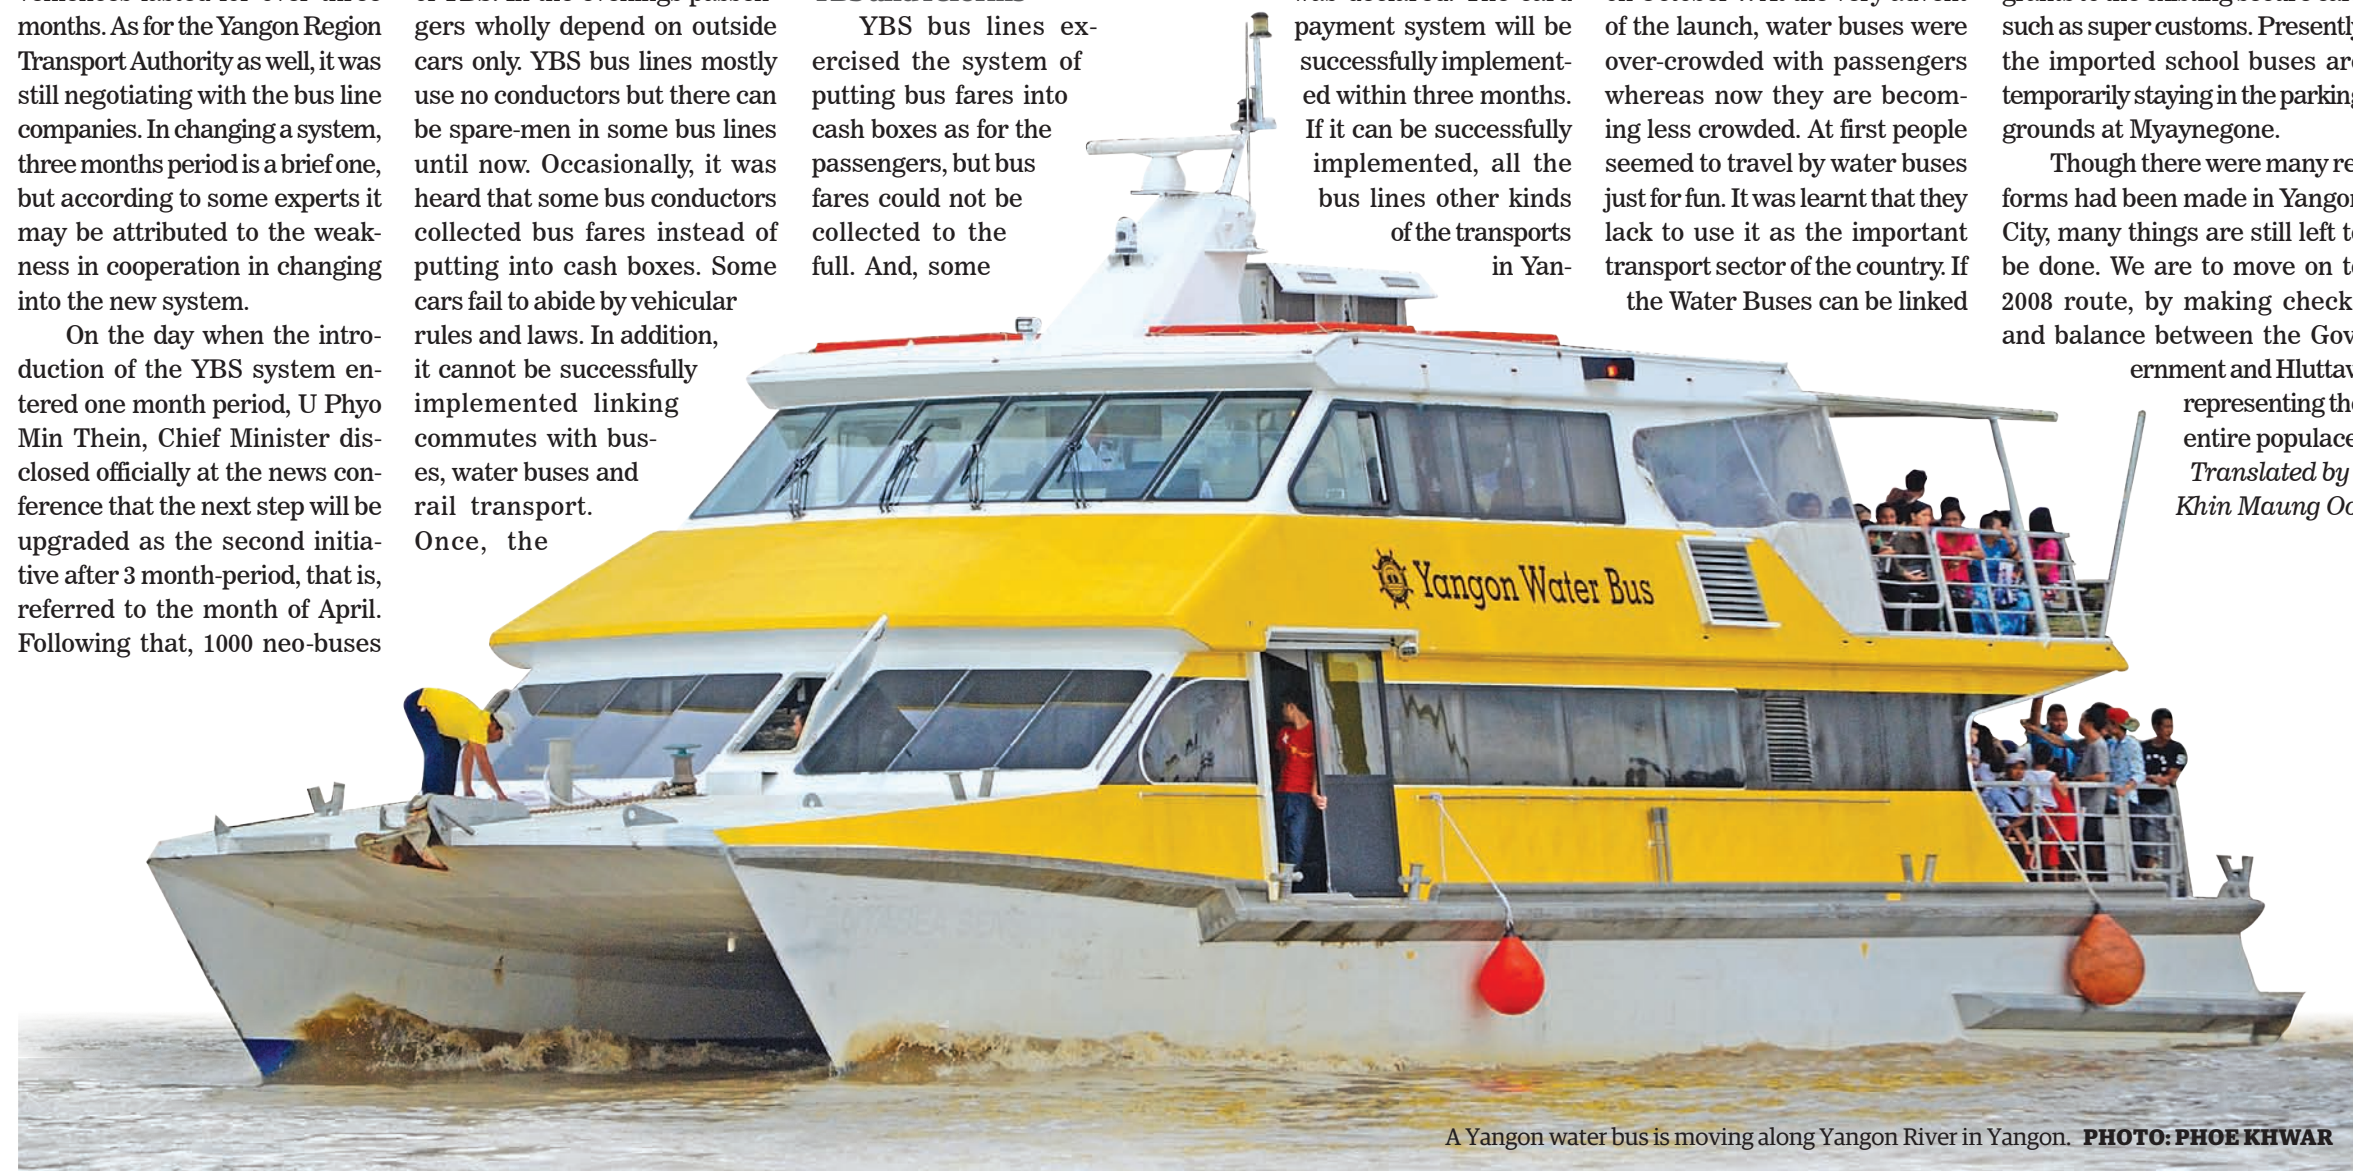 months. As for the Yangon Region
Transport Authority as well, it was
still negotiating with the bus line
companies. In changing a system,
three months period is a brief one,
but according to some experts it
may be attributed to the weak-
ness in cooperation in changing
into the new system.
On the day when the intro-
duction of the YBS system en-
tered one month period, U Phyo
Min Thein, Chief Minister dis-
closed officially at the news con-
ference that the next step will be
upgraded as the second initia-
tive after 3 month-period, that is,
referred to the month of April.
Following that, 1000 neo-buses
gers wholly depend on outside
cars only. YBS bus lines mostly
use no conductors but there can
be spare-men in some bus lines
until now. Occasionally, it was
heard that some bus conductors
collected bus fares instead of
putting into cash boxes. Some
cars fail to abide by vehicular
rules and laws. In addition,
it cannot be successfully
implemented linking
commutes with bus-
es, water buses and
rail transport.
Once, the
YBS bus lines ex-
ercised the system of
putting bus fares into
cash boxes as for the
passengers, but bus
fares could not be
collected to the
full. And, some
payment system will be
successfully implement-
ed within three months.
If it can be successfully
implemented, all the
bus lines other kinds
of the transports
in Yan-
of the launch, water buses were
over-crowded with passengers
whereas now they are becom-
ing less crowded. At first people
seemed to travel by water buses
just for fun. It was learnt that they
lack to use it as the important
transport sector of the country. If
the Water Buses can be linked
such as super customs. Presently
the imported school buses are
temporarily staying in the parking
grounds at Myaynegone.
Though there were many re
forms had been made in Yangon
City, many things are still left to
be done. We are to move on to
2008 route, by making check
and balance between the Gov
ernment and Hluttaw
representing the
entire populace
Translated by
Khin Maung Oo
Yangon Water Bus
A Yangon water bus is moving along Yangon River in Yangon. PHOTO: PHOE KHWAR